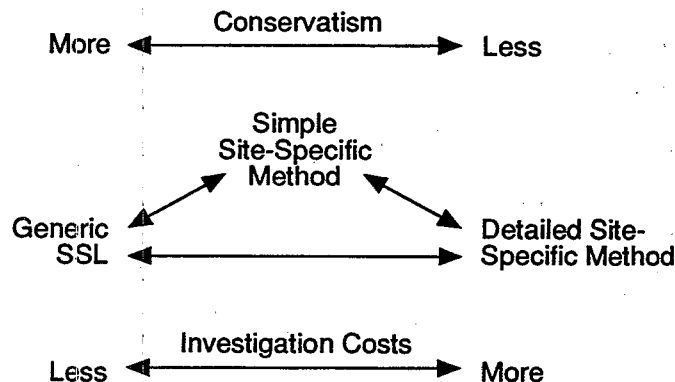 Conservatism
More
Less
Simple
Site-Specific
Method
Generic
SSL
Detailed Site-
Specific Method
Investigation Costs
Less
More